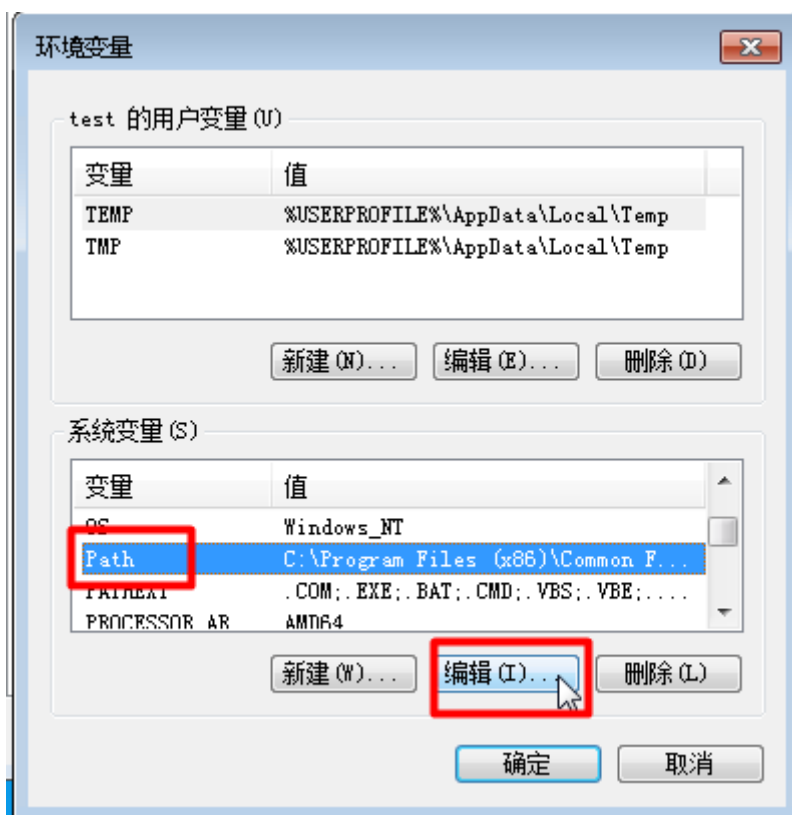 环境变量
test 的用户变量(U)
变量 值
TEMP %USERPROFILE%\AppData\Local\Temp
TMP %USERPROFILE%\AppData\Local\Temp
新建(N)... 编辑(E)... 删除(D)
系统变量(S)
变量 值
OS Windows_NT
Path C:\Program Files (x86)\Common F...
PATHEXT .COM;.EXE;.BAT;.CMD;.VBS;.VBE;....
PROCESSOR_AR AMD64
新建(W)... 编辑(I)... 删除(L)
确定 取消